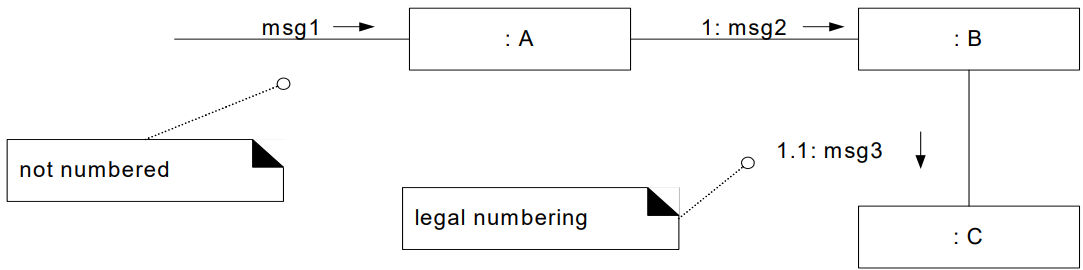 msg1
: A
1: msg2
: B
not numbered
1.1: msg3
legal numbering
: C